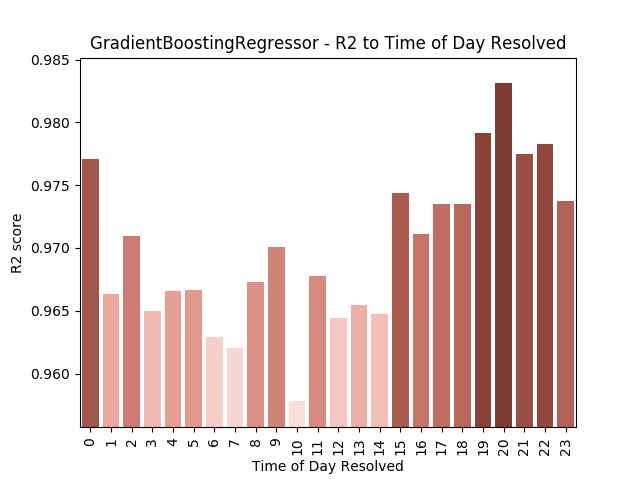 GradientBoostingRegressor - R2 to Time of Day Resolved
0.985
0.980
0.975
0.970
0.965
0.960
R2 score
0 1 2 3 4 5 6 7 8 9 10 11 12 13 14 15 16 17 18 19 20 21 22 23
Time of Day Resolved